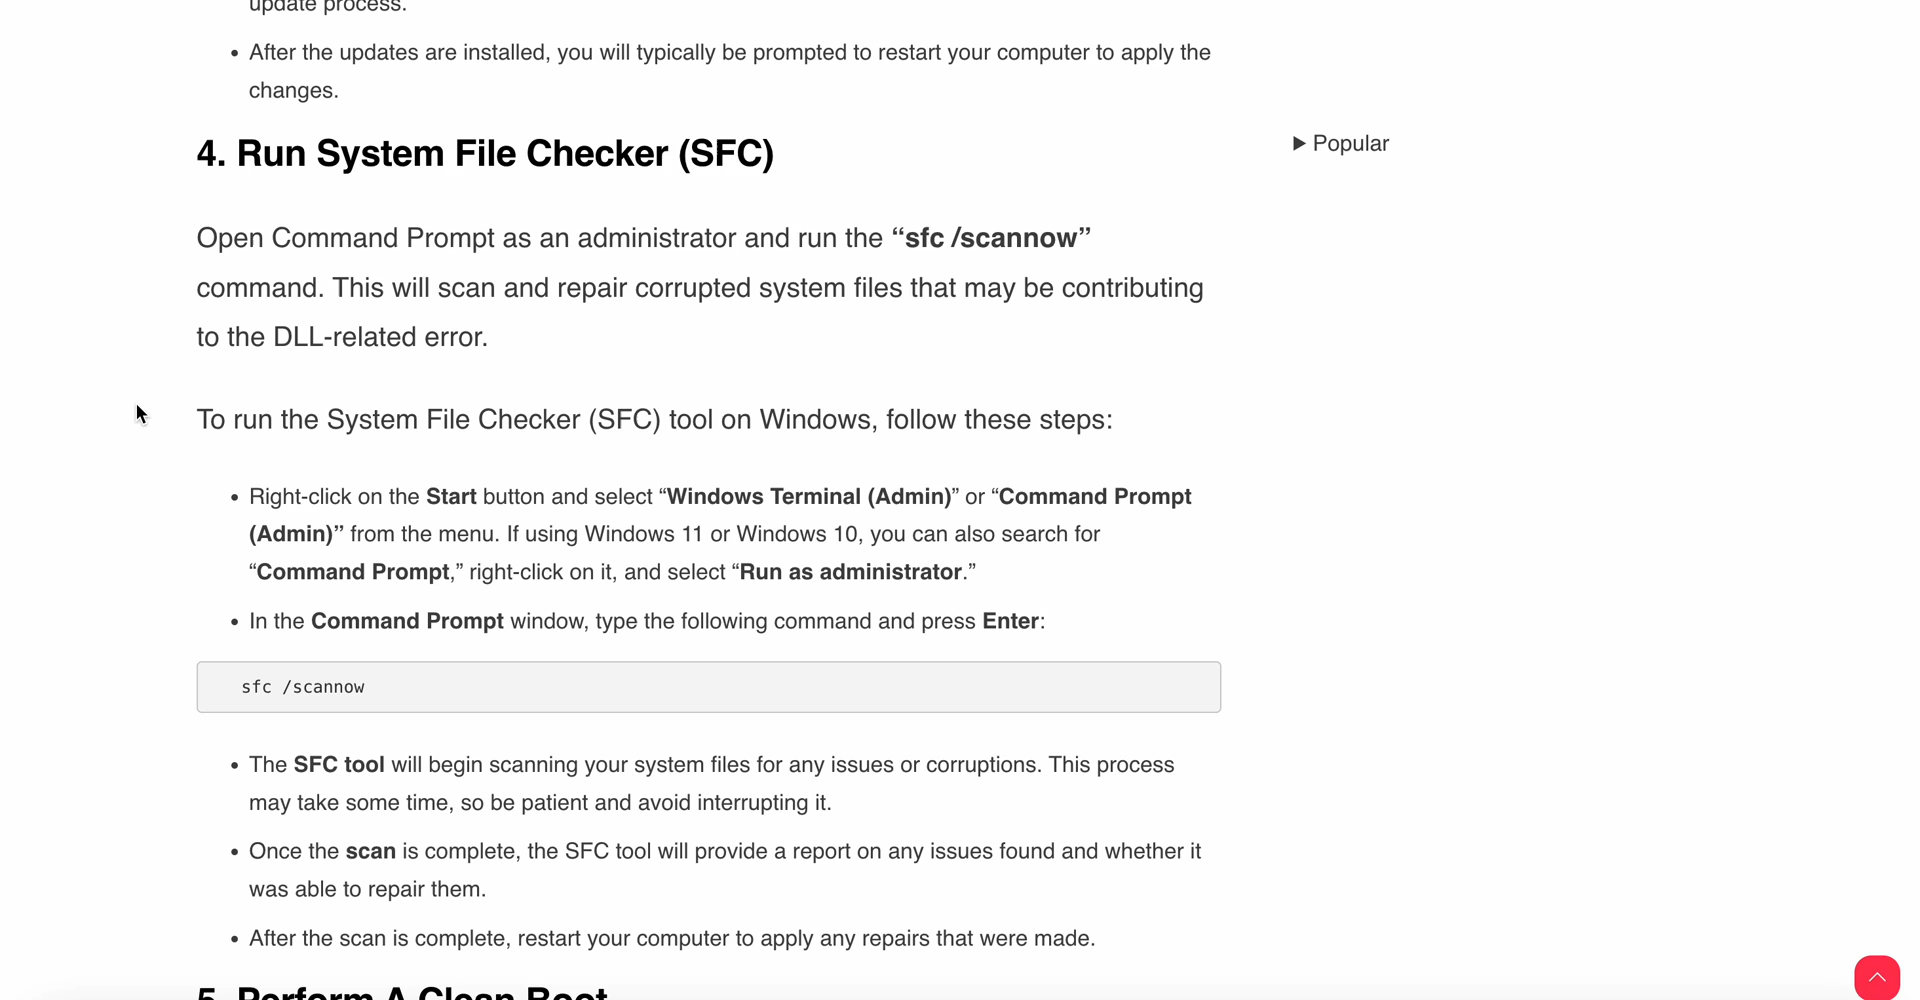 update process.
• After the updates are installed, you will typically be prompted to restart your computer to apply the
changes.
4. Run System File Checker (SFC)
▶ Popular
Open Command Prompt as an administrator and run the “sfc /scannow”
command. This will scan and repair corrupted system files that may be contributing
to the DLL-related error.
To run the System File Checker (SFC) tool on Windows, follow these steps:
• Right-click on the Start button and select “Windows Terminal (Admin)” or “Command Prompt
(Admin)” from the menu. If using Windows 11 or Windows 10, you can also search for
“Command Prompt,” right-click on it, and select “Run as administrator.”
• In the Command Prompt window, type the following command and press Enter:
sfc /scannow
• The SFC tool will begin scanning your system files for any issues or corruptions. This process
may take some time, so be patient and avoid interrupting it.
• Once the scan is complete, the SFC tool will provide a report on any issues found and whether it
was able to repair them.
• After the scan is complete, restart your computer to apply any repairs that were made.
5. Perform A Clean Boot